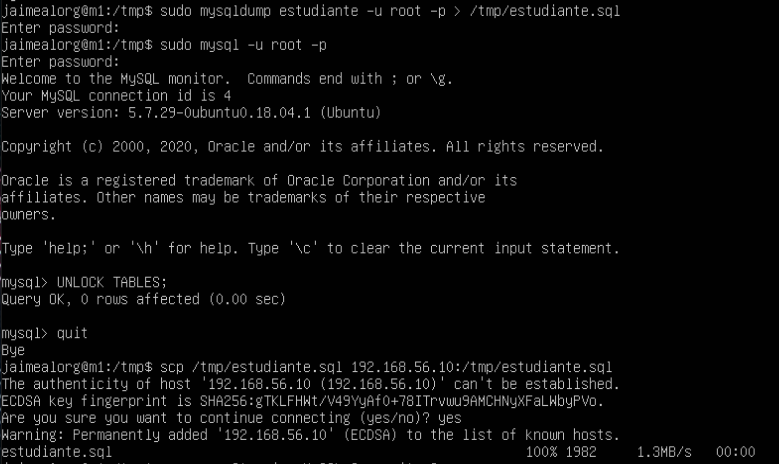 jaimealorg@m1:/tmp$ sudo mysqldump estudiante -u root -p > /tmp/estudiante.sql
Enter password:
jaimealorg@m1:/tmp$ sudo mysql -u root -p
Enter password:
Welcome to the MySQL monitor.  Commands end with ; or \g.
Your MySQL connection id is 4
Server version: 5.7.29-0ubuntu0.18.04.1 (Ubuntu)
Copyright (c) 2000, 2020, Oracle and/or its affiliates. All rights reserved.
Oracle is a registered trademark of Oracle Corporation and/or its
affiliates. Other names may be trademarks of their respective
owners.
Type 'help;' or '\h' for help. Type '\c' to clear the current input statement.
mysql> UNLOCK TABLES;
Query OK, 0 rows affected (0.00 sec)
mysql> quit
Bye
jaimealorg@m1:/tmp$ scp /tmp/estudiante.sql 192.168.56.10:/tmp/estudiante.sql
The authenticity of host '192.168.56.10 (192.168.56.10)' can't be established.
ECDSA key fingerprint is SHA256:gTKLFHWt/V49YyAf0+78ITrvwu9AMCHNyXFaLWbyPVo.
Are you sure you want to continue connecting (yes/no)? yes
Warning: Permanently added '192.168.56.10' (ECDSA) to the list of known hosts.
estudiante.sql 100% 1982 1.3MB/s 00:00